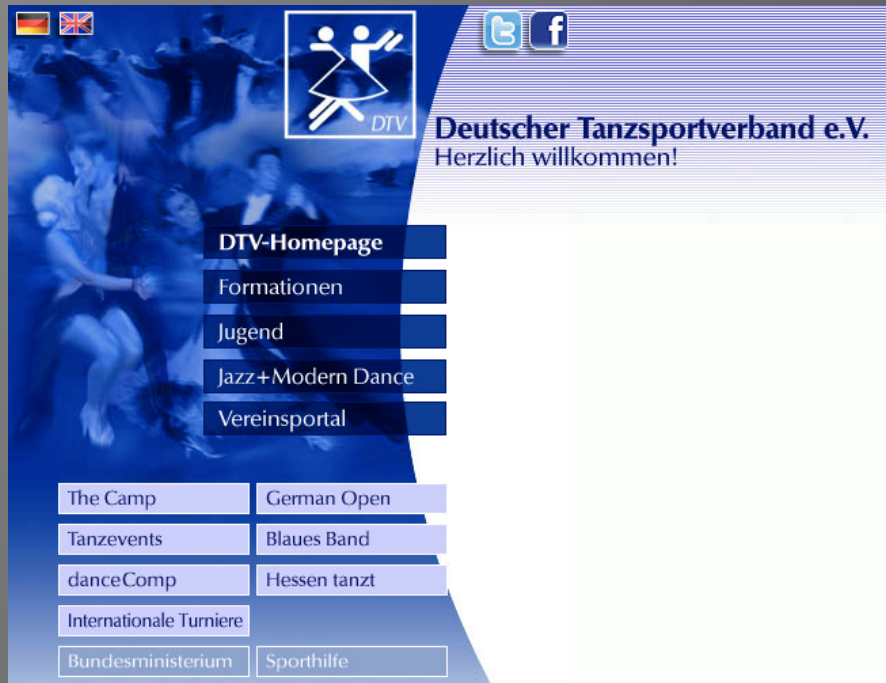 DTV
Deutscher Tanzsportverband e.V.
Herzlich willkommen!
DTV-Homepage
Formationen
Jugend
Jazz+Modern Dance
Vereinsportal
The Camp
German Open
Tanzevents
Blaues Band
danceComp
Hessen tanzt
Internationale Turniere
Bundesministerium
Sporthilfe